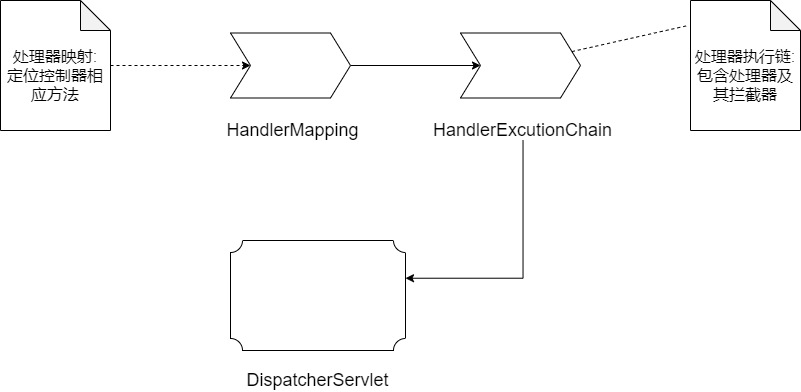 处理器映射:
定位控制器相
应方法
处理器执行链:
包含处理器及
其拦截器
HandlerMapping
HandlerExcutionChain
DispatcherServlet